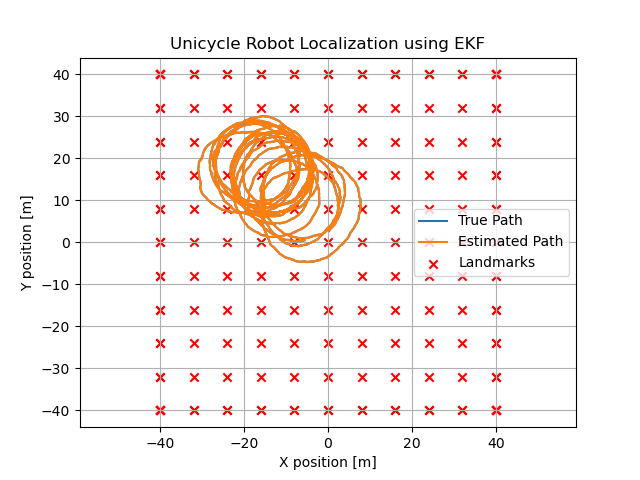 Unicycle Robot Localization using EKF
Y position [m]
40
30
20
10
0
−10
−20
−30
−40
True Path
Estimated Path
Landmarks
−40
−20
0
20
40
X position [m]